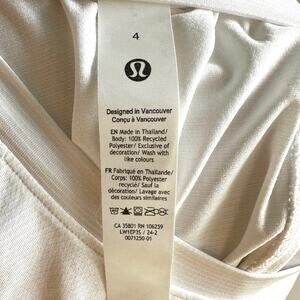 4
Designed in Vancouver
Conçu à Vancouver
EN Made in Thailand/
Body: 100% Recycled
Polyester/ Exclusive of
decoration/ Wash with
like colours
FR Fabriqué en Thaïlande/
Corps: 100% Polyester
recyclé/ Sauf la
décoration/ Lavage avec
des couleurs similaires
CA 35801 RN 106259
LW1EP3S / 24-2
0071250-01